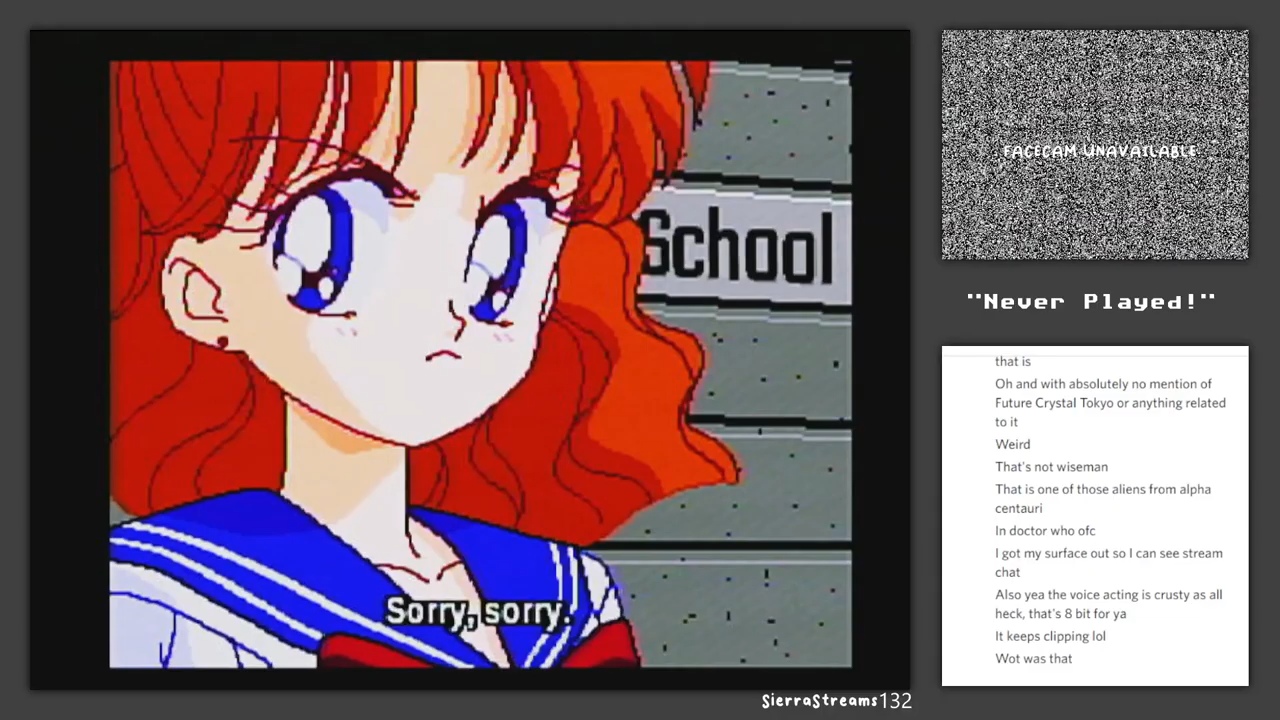 School
Sorry, sorry.
FACECAM UNAVAILABLE
"Never Played!"
that is
Oh and with absolutely no mention of
Future Crystal Tokyo or anything related
to it
Weird
That's not wiseman
That is one of those aliens from alpha
centauri
In doctor who ofc
I got my surface out so I can see stream
chat
Also yea the voice acting is crusty as all
heck, that's 8 bit for ya
It keeps clipping lol
Wot was that
SierraStreams132